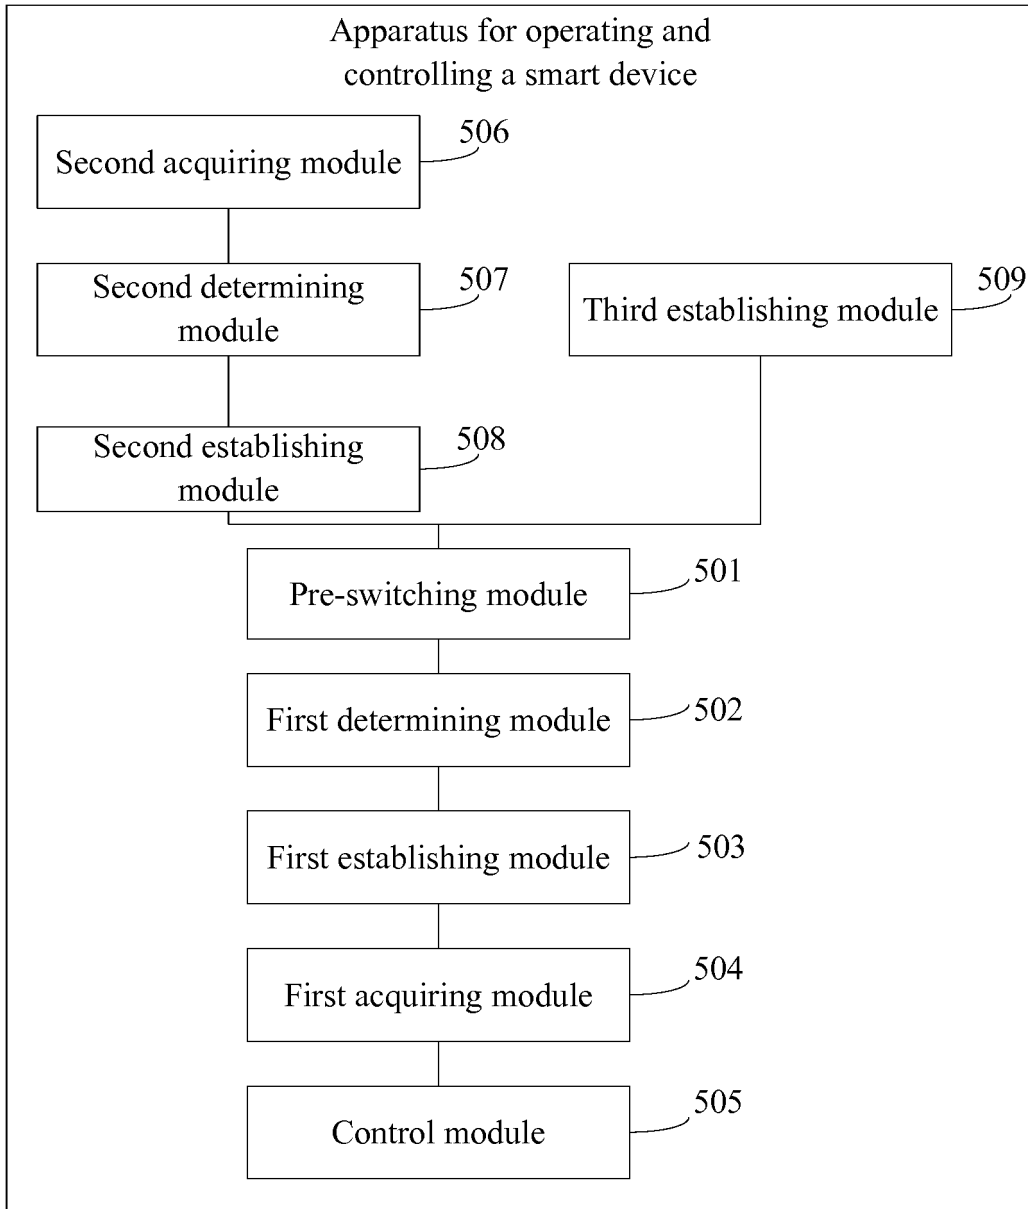 Apparatus for operating and
controlling a smart device
506
Second acquiring module
507
Second determining
module
509
Third establishing module
508
Second establishing
module
501
Pre-switching module
502
First determining module
503
First establishing module
504
First acquiring module
505
Control module